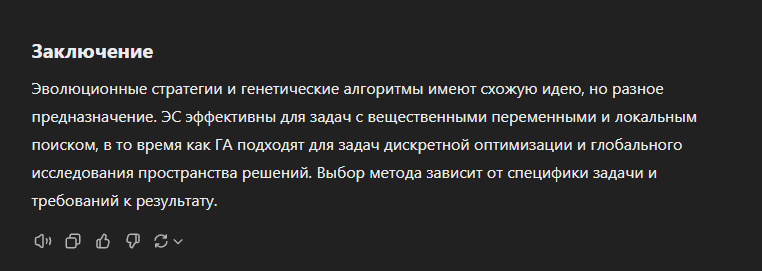 Заключение
Эволюционные стратегии и генетические алгоритмы имеют схожую идею, но разное
предназначение. ЭС эффективны для задач с вещественными переменными и локальным
поиском, в то время как ГА подходят для задач дискретной оптимизации и глобального
исследования пространства решений. Выбор метода зависит от специфики задачи и
требований к результату.